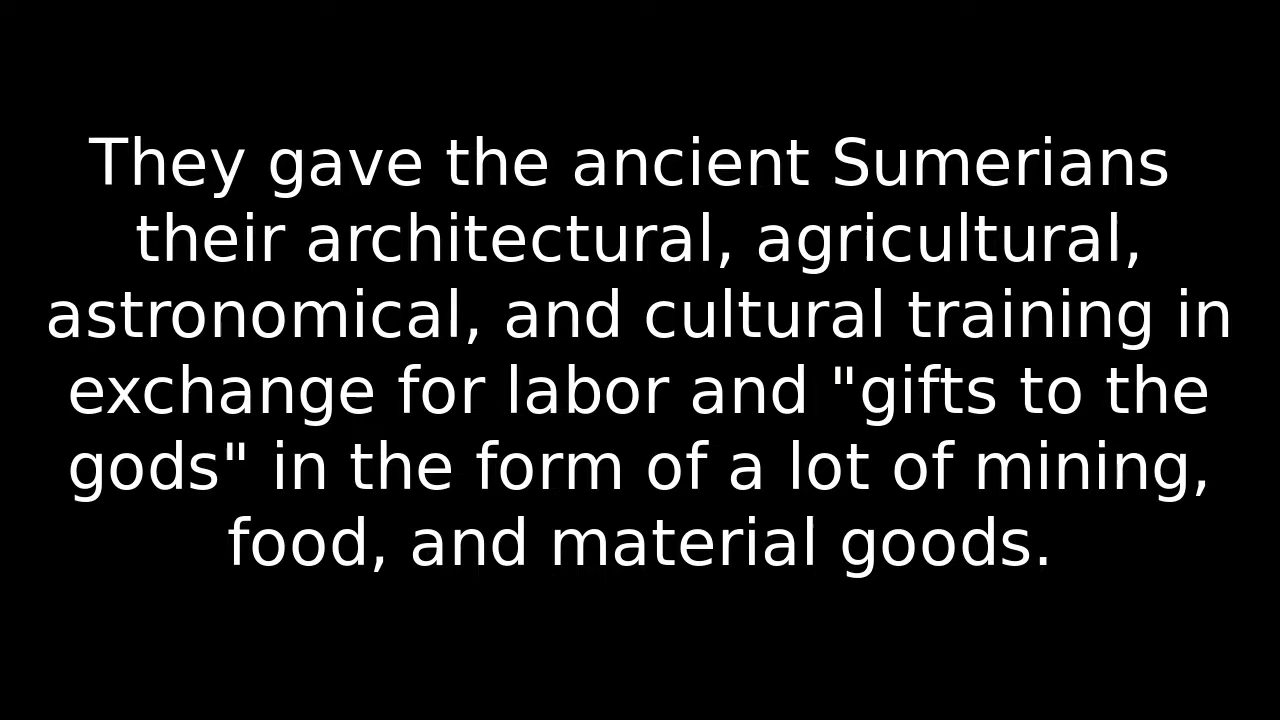 They gave the ancient Sumerians
their architectural, agricultural,
astronomical, and cultural training in
exchange for labor and "gifts to the
gods" in the form of a lot of mining,
food, and material goods.